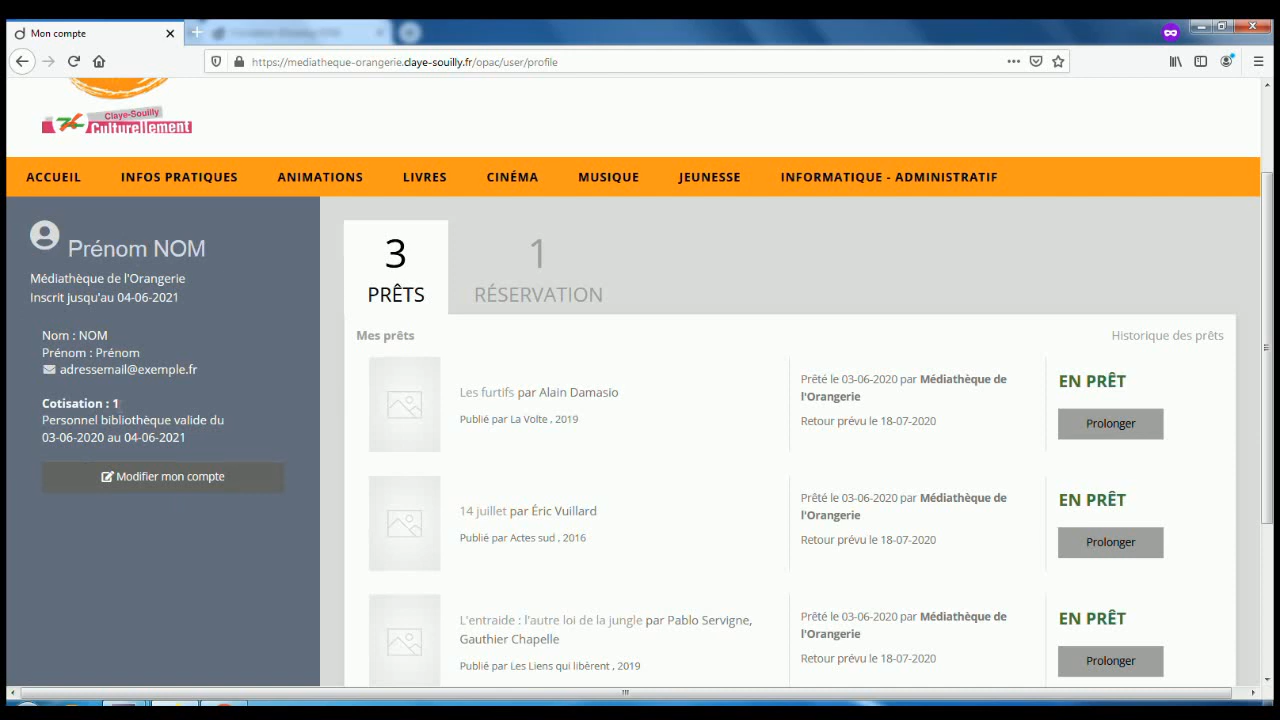 Mon compte
https://mediatheque-orangerie.claye-souilly.fr/opac/user/profile
Claye-Souilly
Culturellement
ACCUEIL
INFOS PRATIQUES
ANIMATIONS
LIVRES
CINÉMA
MUSIQUE
JEUNESSE
INFORMATIQUE - ADMINISTRATIF
Prénom NOM
Médiathèque de l'Orangerie
Inscrit jusqu'au 04-06-2021
Nom : NOM
Prénom : Prénom
adressemail@exemple.fr
Cotisation : 1
Personnel bibliothèque valide du
03-06-2020 au 04-06-2021
Modifier mon compte
3
PRÊTS
1
RÉSERVATION
Mes prêts
Historique des prêts
Les furtifs par Alain Damasio
Publié par La Volte , 2019
Prêté le 03-06-2020 par Médiathèque de
l'Orangerie
Retour prévu le 18-07-2020
EN PRÊT
Prolonger
14 juillet par Éric Vuillard
Publié par Actes sud , 2016
Prêté le 03-06-2020 par Médiathèque de
l'Orangerie
Retour prévu le 18-07-2020
EN PRÊT
Prolonger
L'entraide : l'autre loi de la jungle par Pablo Servigne,
Gauthier Chapelle
Publié par Les Liens qui libèrent , 2019
Prêté le 03-06-2020 par Médiathèque de
l'Orangerie
Retour prévu le 18-07-2020
EN PRÊT
Prolonger